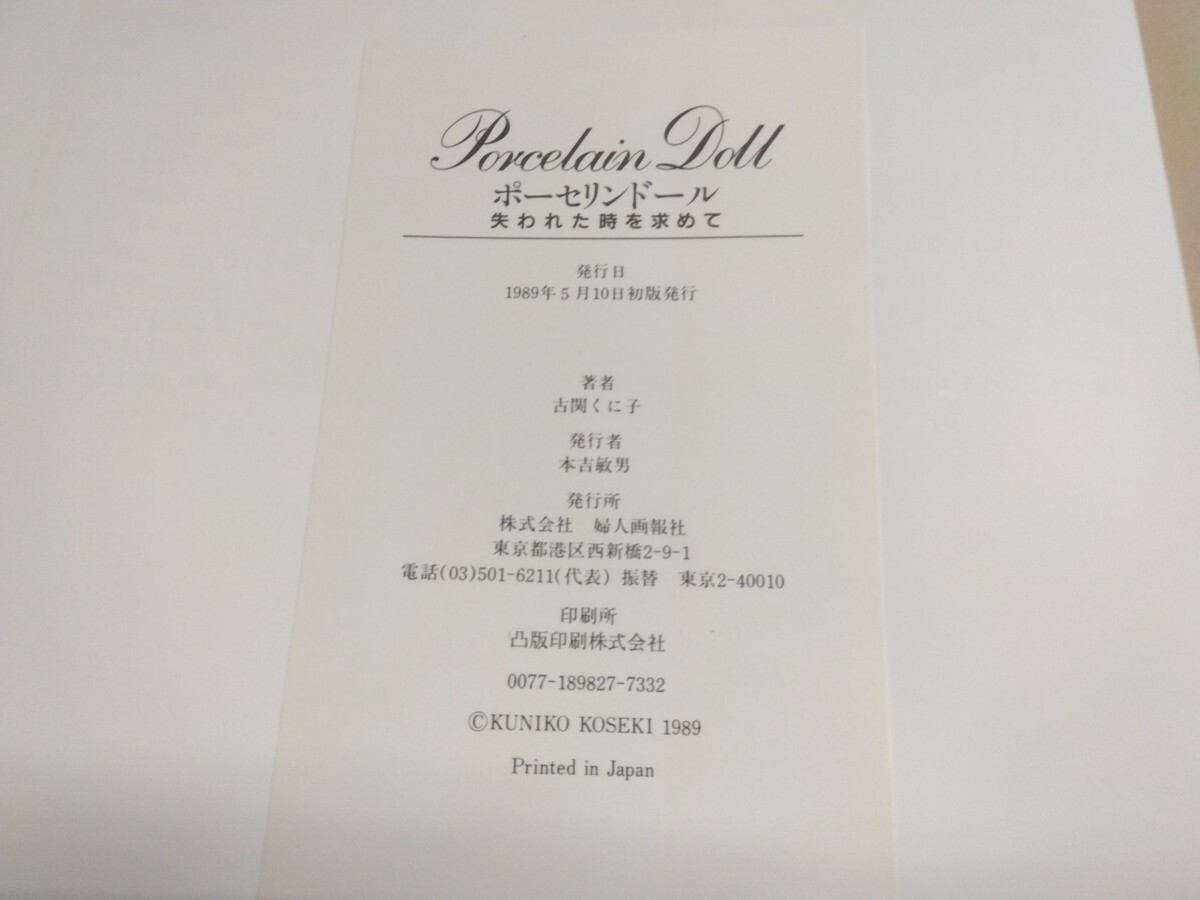 Porcelain Doll
ポーセリンドール
失われた時を求めて
発行日
1989年5月10日初版発行
著者
古関くに子
発行者
本吉敏男
発行所
株式会社　婦人画報社
東京都港区西新橋2-9-1
電話(03)501-6211(代表) 振替　東京2-40010
印刷所
凸版印刷株式会社
0077-189827-7332
©KUNIKO KOSEKI 1989
Printed in Japan